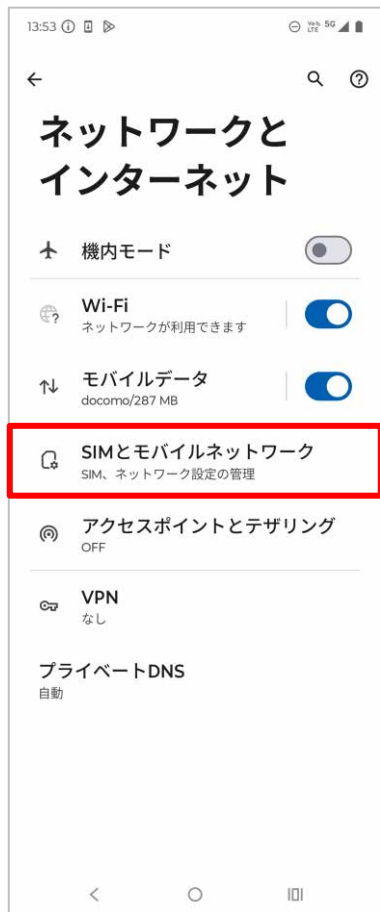 13:53
VoLTE 5G
ネットワークと
インターネット
機内モード
Wi-Fi
ネットワークが利用できます
モバイルデータ
docomo/287 MB
SIMとモバイルネットワーク
SIM、ネットワーク設定の管理
アクセスポイントとテザリング
OFF
VPN
なし
プライベートDNS
自動